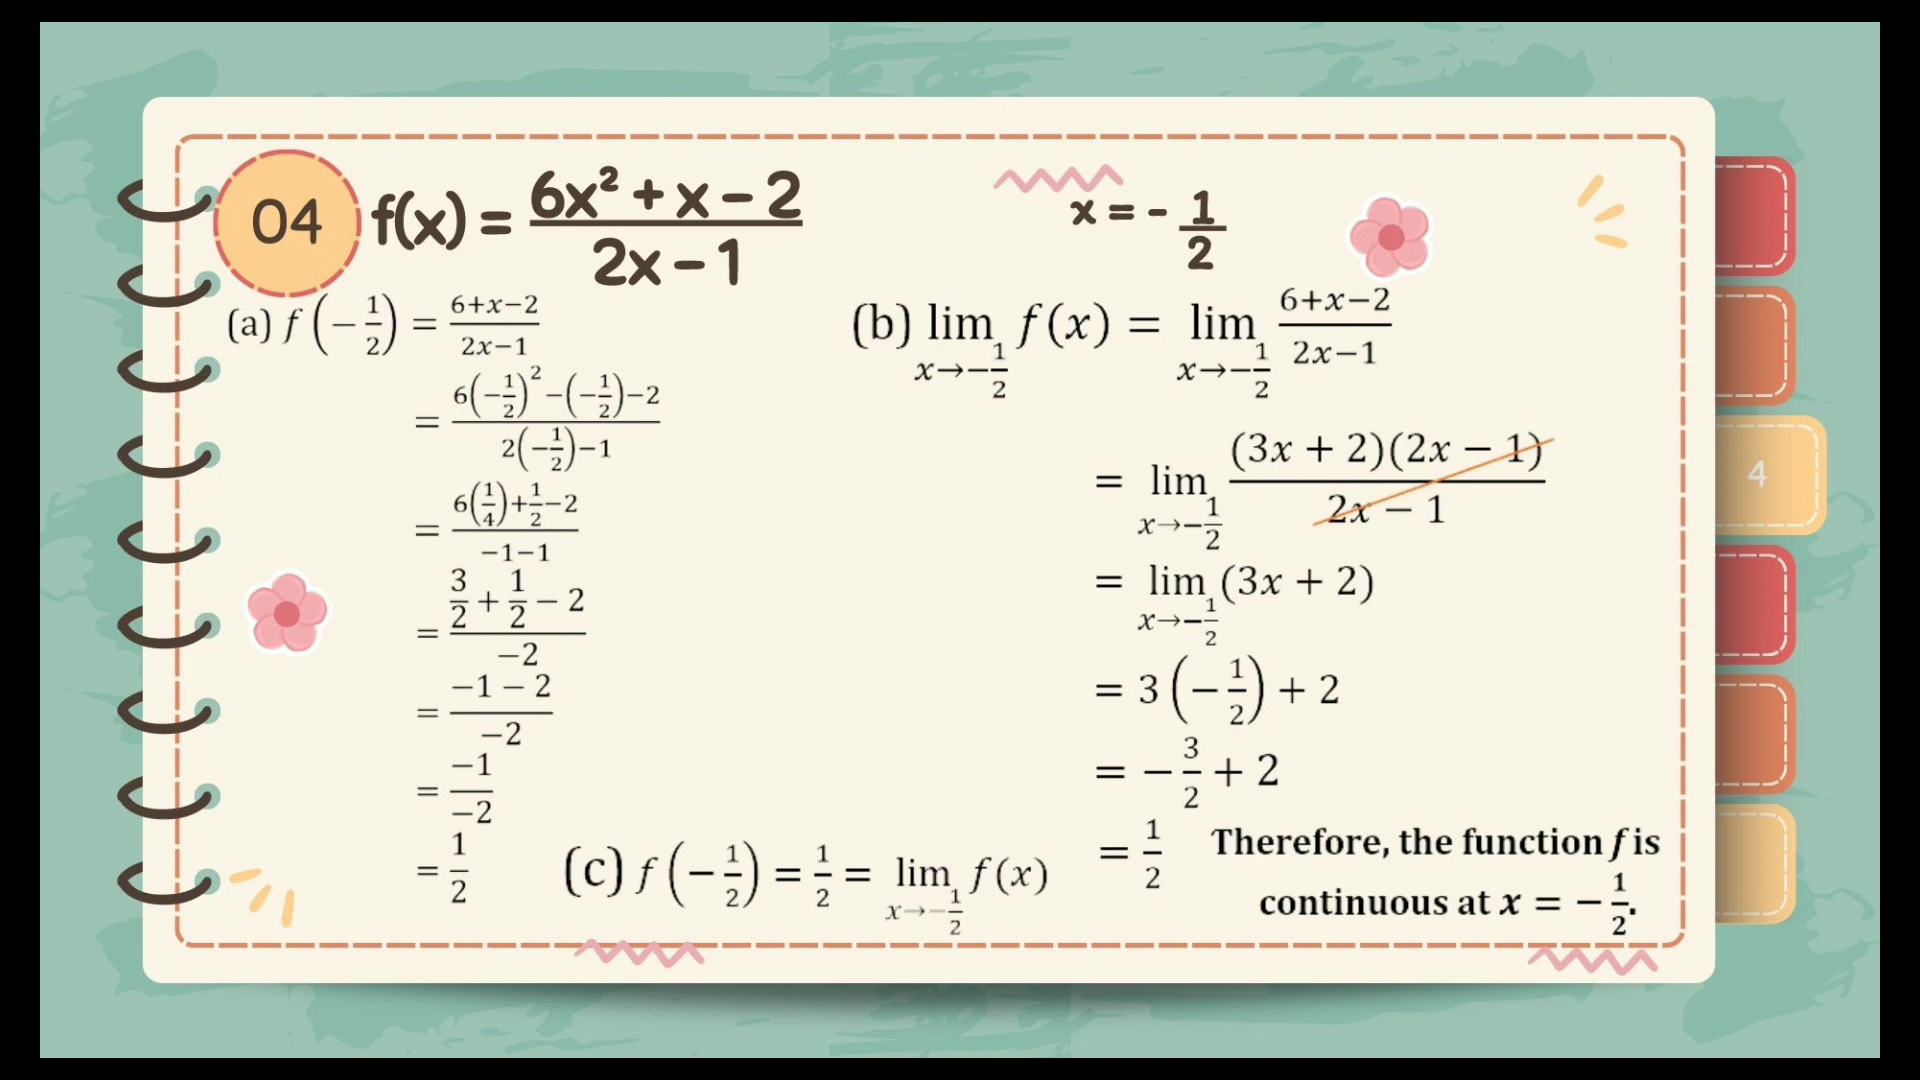 04 f(x) = (6x² + x − 2)/(2x − 1)
x = - 1/2
(a) f(−1/2) = (6+x−2)/(2x−1)
= (6(−1/2)²−(−1/2)−2)/(2(−1/2)−1)
= (6(1/4)+1/2−2)/(−1−1)
= (3/2 + 1/2 − 2)/(−2)
= (−1 − 2)/(−2)
= (−1)/(−2)
= 1/2
(b) lim x→−1/2 f(x) = lim x→−1/2 (6+x−2)/(2x−1)
= lim x→−1/2 ((3x + 2)(2x − 1))/(2x − 1)
= lim x→−1/2 (3x + 2)
= 3(−1/2) + 2
= −3/2 + 2
= 1/2
(c) f(−1/2) = 1/2 = lim x→−1/2 f(x)
Therefore, the function f is
continuous at x = −1/2.
4